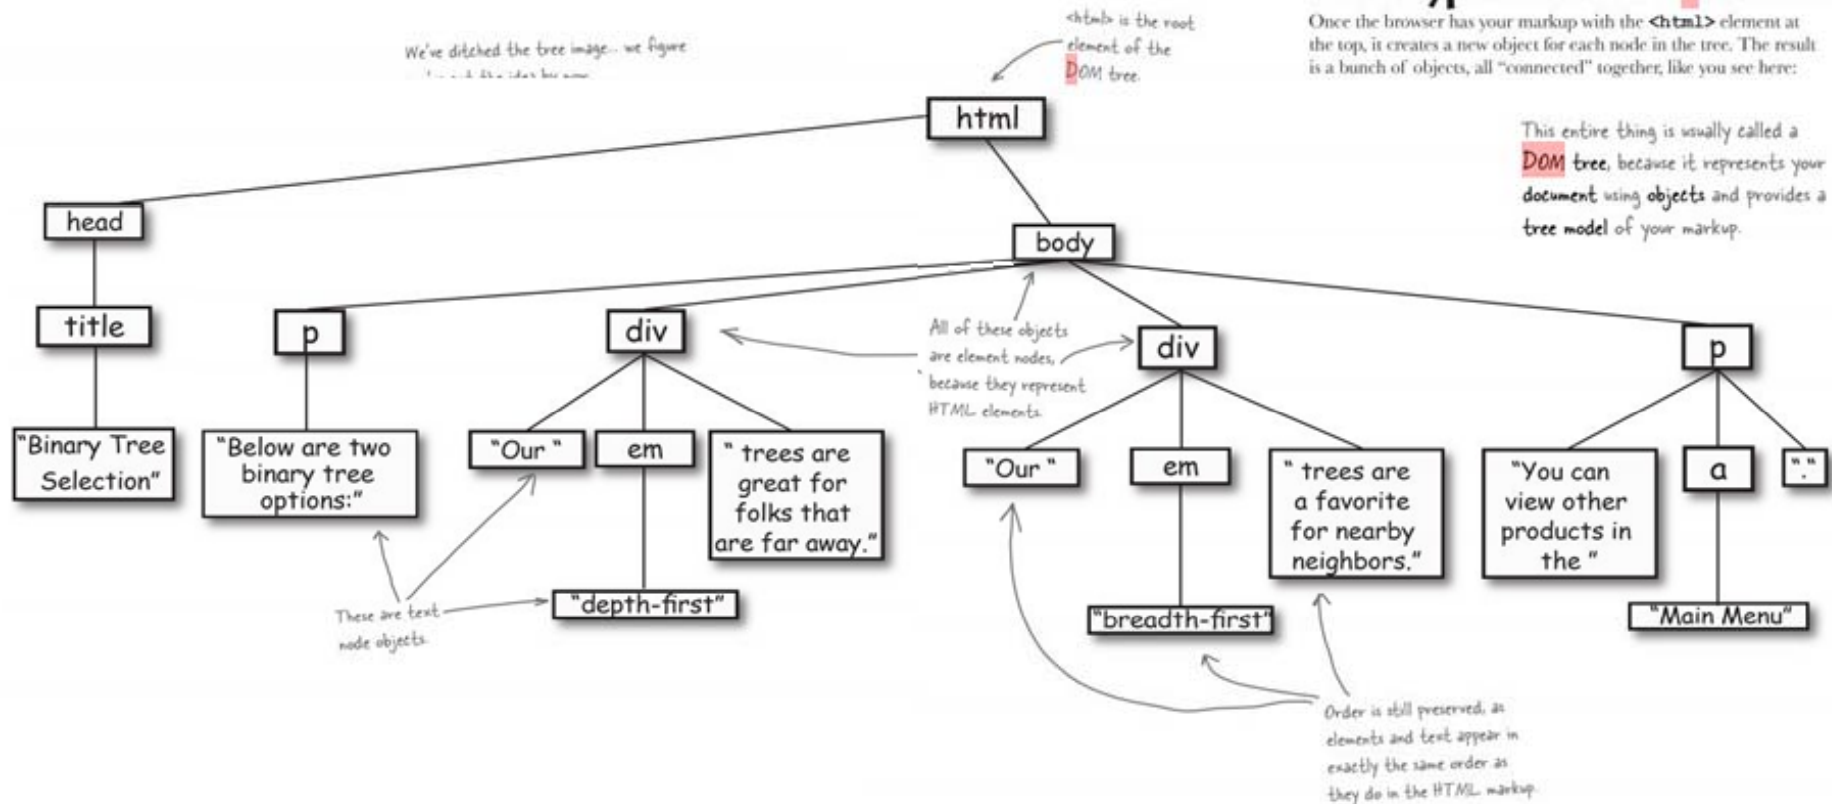 We've ditched the tree image.. we figure
<html> is the root
element of the
DOM tree.
Once the browser has your markup with the <html> element at
the top, it creates a new object for each node in the tree. The result
is a bunch of objects, all “connected” together, like you see here:
This entire thing is usually called a
DOM tree, because it represents your
document using objects and provides a
tree model of your markup.
html
head
body
title
p
div
div
p
All of these objects
are element nodes,
because they represent
HTML elements.
"Binary Tree
Selection"
"Below are two
binary tree
options:"
"Our "
em
" trees are
great for
folks that
are far away."
"Our "
em
" trees are
a favorite
for nearby
neighbors."
"You can
view other
products in
the "
a
"."
"depth-first"
"breadth-first"
"Main Menu"
These are text
node objects.
Order is still preserved, as
elements and text appear in
exactly the same order as
they do in the HTML markup.